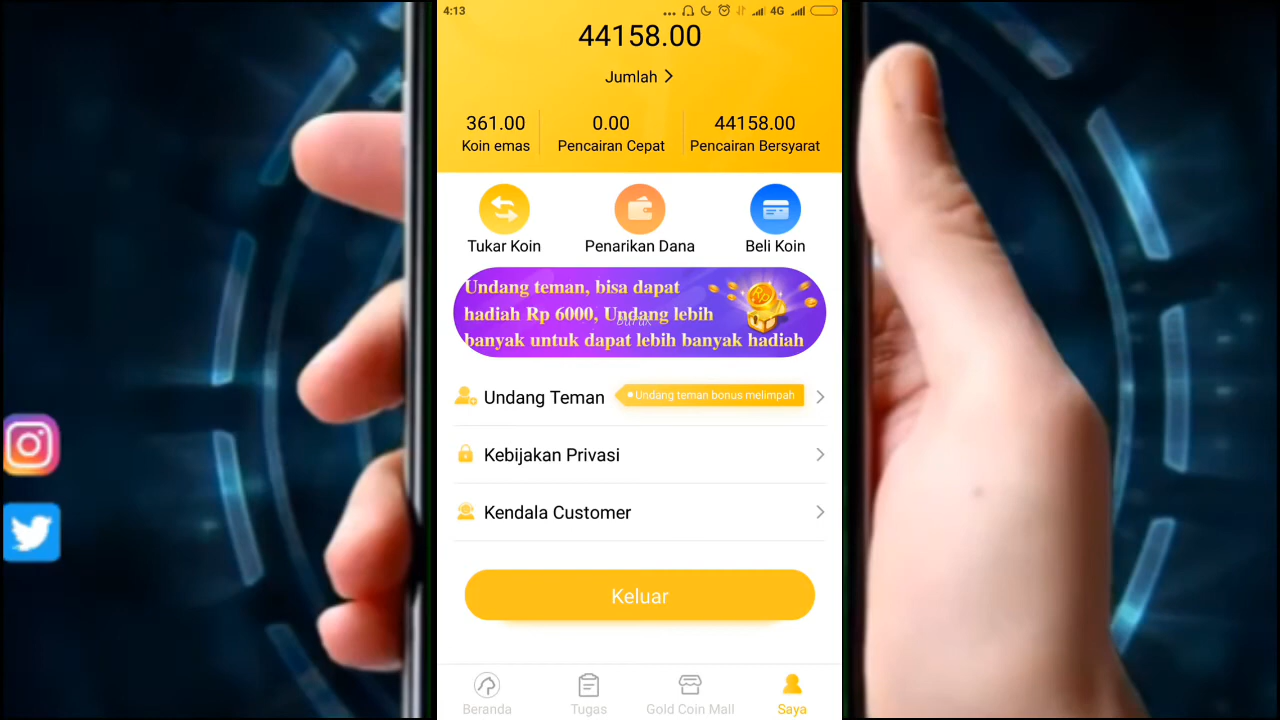 4:13
4G
44158.00
Jumlah
361.00
0.00
44158.00
Koin emas
Pencairan Cepat
Pencairan Bersyarat
Tukar Koin
Penarikan Dana
Beli Koin
Undang teman, bisa dapat
hadiah Rp 6000, Undang lebih
banyak untuk dapat lebih banyak hadiah
Rp
Undang Teman
Undang teman bonus melimpah
Kebijakan Privasi
Kendala Customer
Keluar
Beranda
Tugas
Gold Coin Mall
Saya